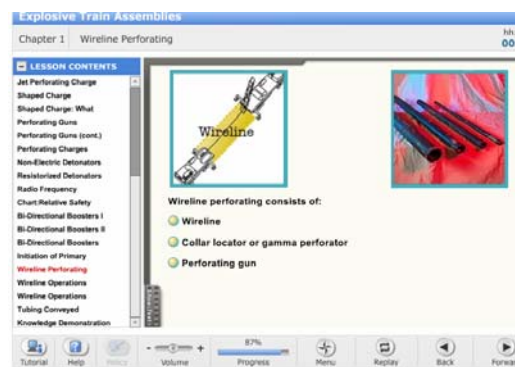 Explosive Train Assemblies
Chapter 1 Wireline Perforating
hh:
00
LESSON CONTENTS
Jet Perforating Charge
Shaped Charge
Shaped Charge: What
Perforating Guns
Perforating Guns (cont.)
Perforating Charges
Non-Electric Detonators
Resistorized Detonators
Radio Frequency
Chart:Relative Safety
Bi-Directional Boosters I
Bi-Directional Boosters II
Bi-Directional Boosters
Initiation of Primary
Wireline Perforating
Wireline Operations
Wireline Operations
Tubing Conveyed
Knowledge Demonstration
Wireline
Wireline perforating consists of:
Wireline
Collar locator or gamma perforator
Perforating gun
- +
87%
Tutorial Help Policy Volume Progress Menu Replay Back Forward